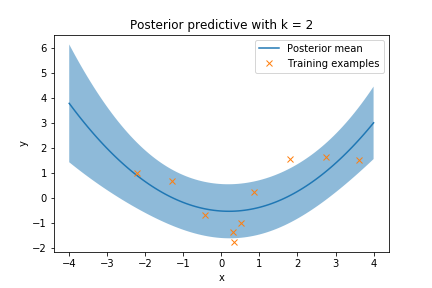 Posterior predictive with k = 2
Posterior mean
Training examples
6
5
4
3
2
1
0
−1
−2
y
−4 −3 −2 −1 0 1 2 3 4
x